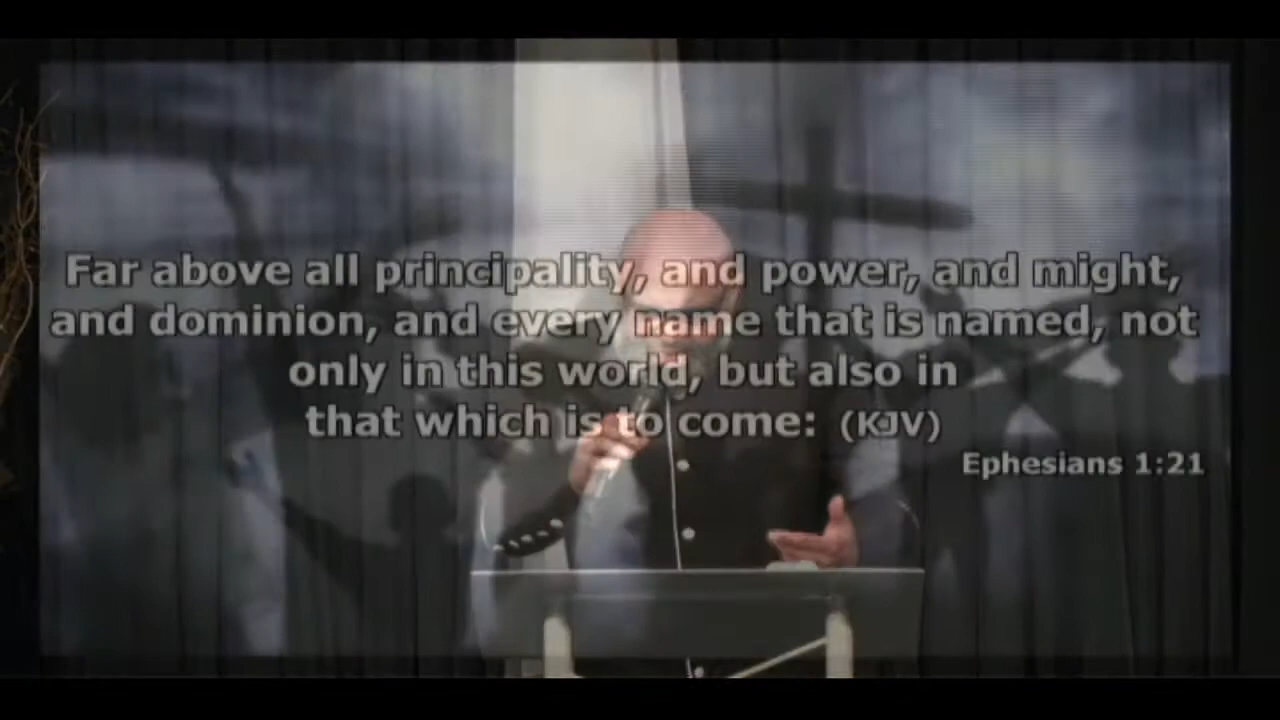 Far above all principality, and power, and might,
and dominion, and every name that is named, not
only in this world, but also in
that which is to come: (KJV)
Ephesians 1:21